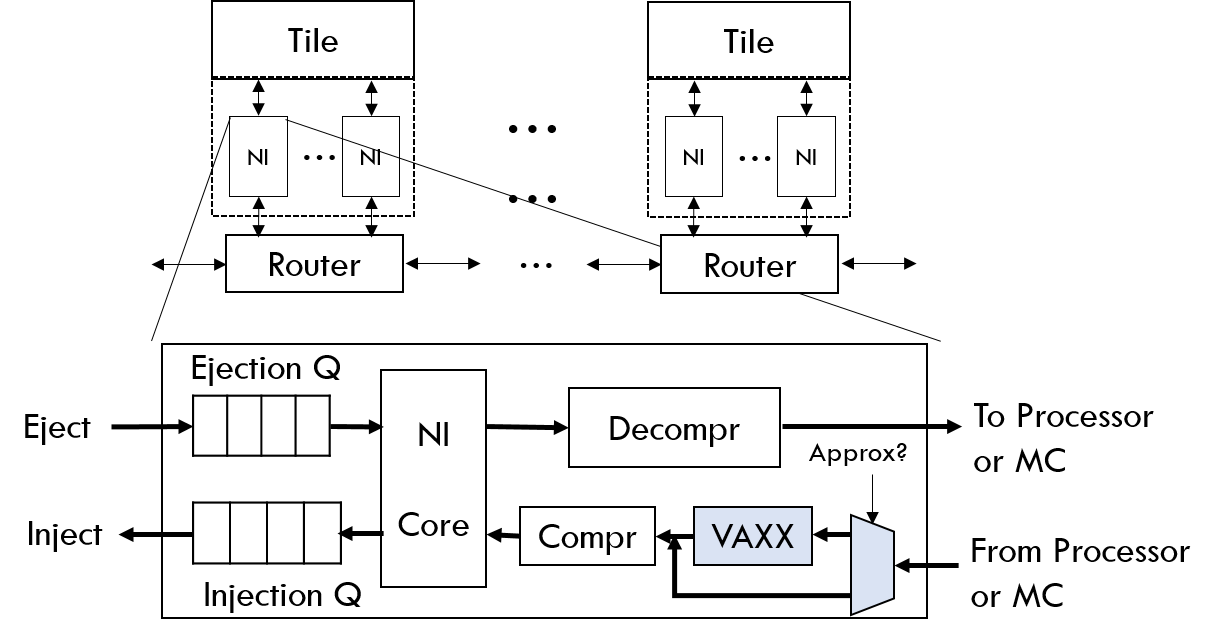 Tile
Tile
NI ... NI
...
NI ... NI
...
Router
...
Router
Ejection Q
Eject
NI
Core
Decompr
To Processor
or MC
Approx?
Inject
Compr
VAXX
From Processor
or MC
Injection Q